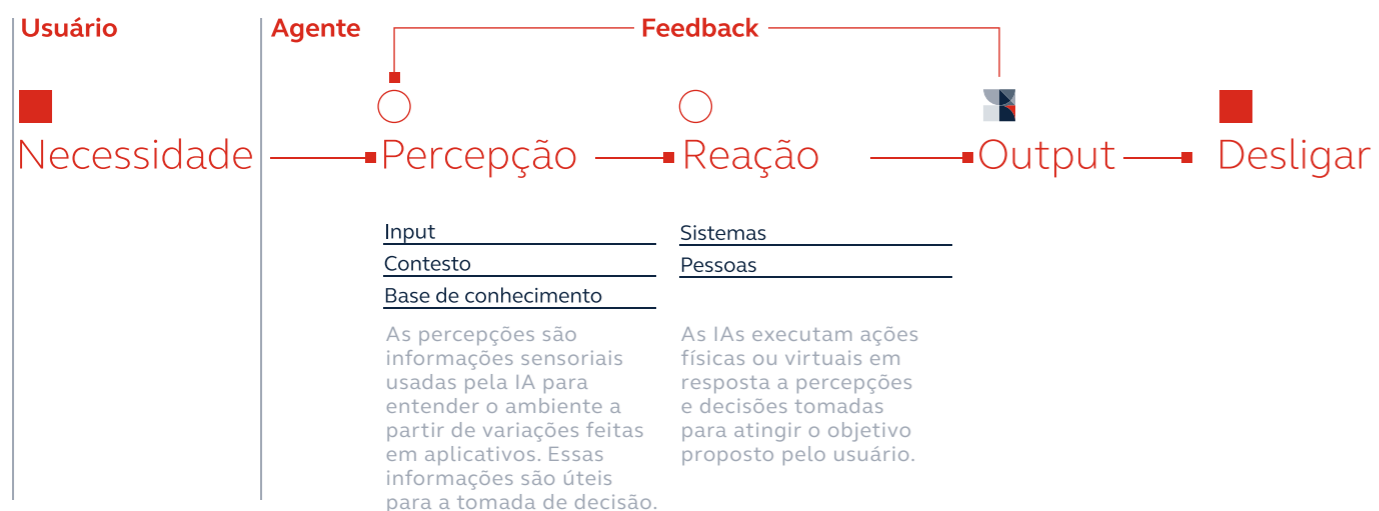 Usuário
Agente
Feedback
Necessidade
Percepção
Reação
Output
Desligar
Input
Contesto
Base de conhecimento
As percepções são
informações sensoriais
usadas pela IA para
entender o ambiente a
partir de variações feitas
em aplicativos. Essas
informações são úteis
para a tomada de decisão.
Sistemas
Pessoas
As IAs executam ações
físicas ou virtuais em
resposta a percepções
e decisões tomadas
para atingir o objetivo
proposto pelo usuário.